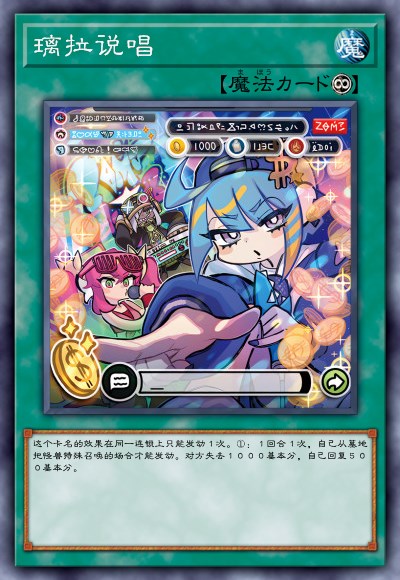 璃拉说唱
魔
【魔法カード】
まほう
1000
这个卡名的效果在同一连锁上只能发动1次。①：1回合1次，自己从墓地
把怪兽特殊召唤的场合才能发动。对方失去1000基本分，自己回复50
0基本分。